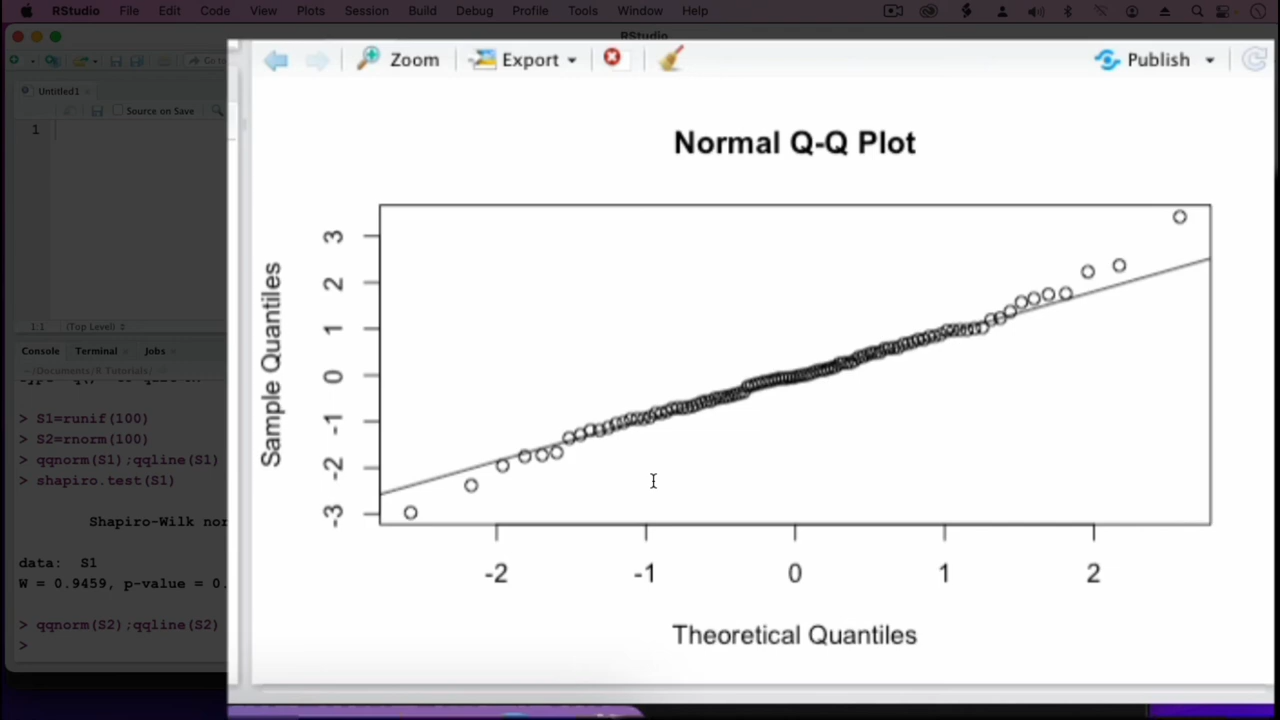 RStudio File Edit Code View Plots Session Build Debug Profile Tools Window Help
RStudio
Untitled1
Source on Save
1
1:1 (Top Level)
Console Terminal Jobs
~/Documents/R Tutorials/
> S1=runif(100)
> S2=rnorm(100)
> qqnorm(S1);qqline(S1)
> shapiro.test(S1)
Shapiro-Wilk nor
data: S1
W = 0.9459, p-value = 0.
> qqnorm(S2);qqline(S2)
>
Zoom Export Publish
Normal Q-Q Plot
Sample Quantiles
3
2
1
0
-1
-2
-3
-2 -1 0 1 2
Theoretical Quantiles